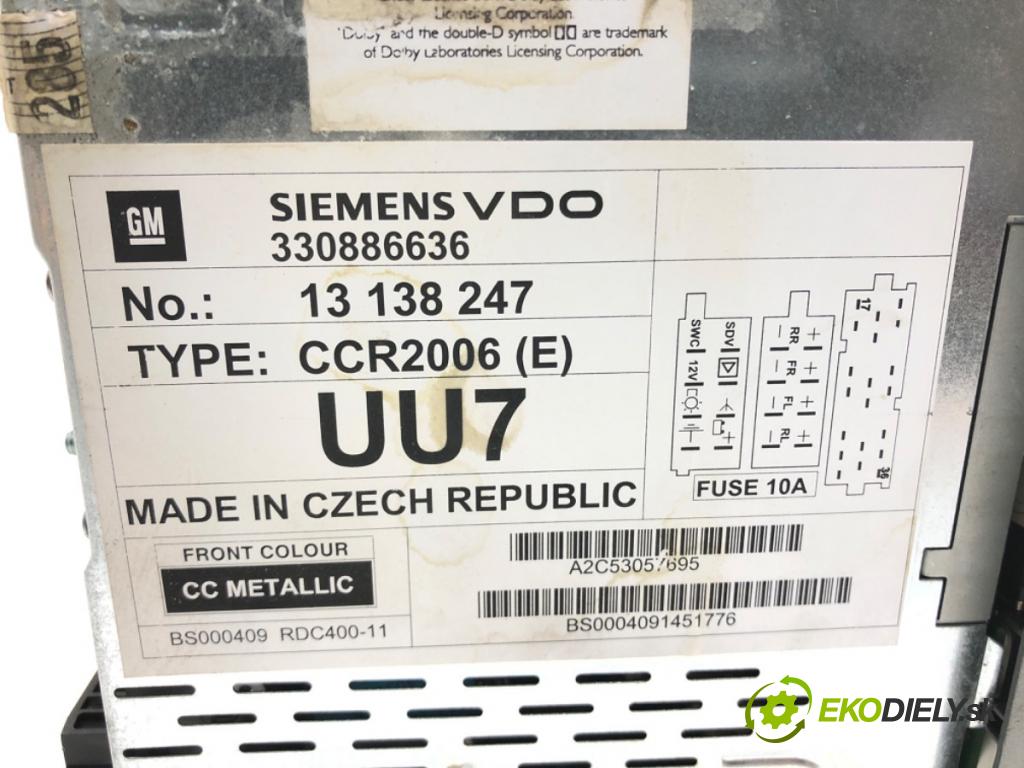 Licensing Corporation.
"Dolby" and the double-D symbol are trademark
of Dolby Laboratories Licensing Corporation.
205
GM
SIEMENS VDO
330886636
No.: 13 138 247
TYPE: CCR2006 (E)
UU7
MADE IN CZECH REPUBLIC
FRONT COLOUR
CC METALLIC
BS000409 RDC400-11
A2C53057695
BS0004091451776
SWC 12V
SDV
+
− RR +
− FR +
− FL +
− RL +
17
36
FUSE 10A
EKODIELY.sk